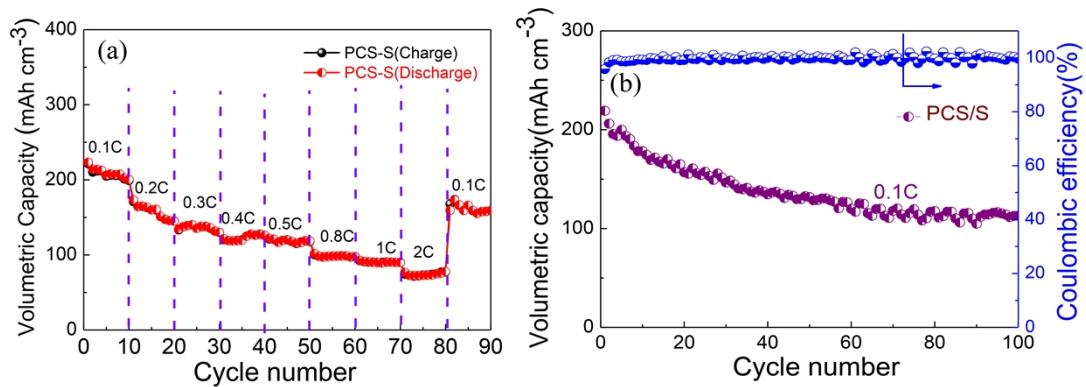 (a)
PCS-S(Charge)
PCS-S(Discharge)
Volumetric Capacity (mAh cm-3)
400
300
200
100
0
0.1C
0.2C
0.3C
0.4C
0.5C
0.8C
1C
2C
0.1C
0 10 20 30 40 50 60 70 80 90
Cycle number
(b)
PCS/S
0.1C
Volumetric capacity(mAh cm-3)
300
200
100
0
Coulombic efficiency(%)
100
80
60
40
20
0
0 20 40 60 80 100
Cycle number